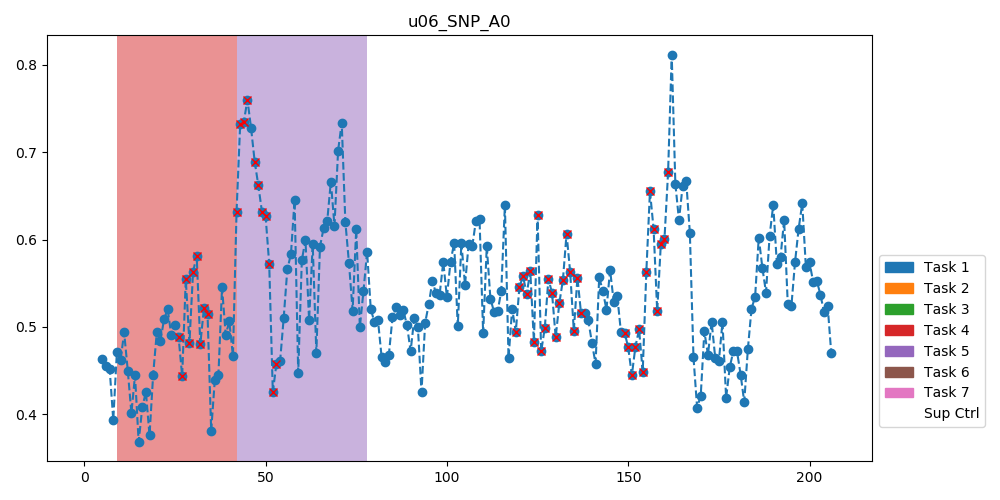 u06_SNP_A0
0.8
0.7
0.6
0.5
0.4
0
50
100
150
200
Task 1
Task 2
Task 3
Task 4
Task 5
Task 6
Task 7
Sup Ctrl